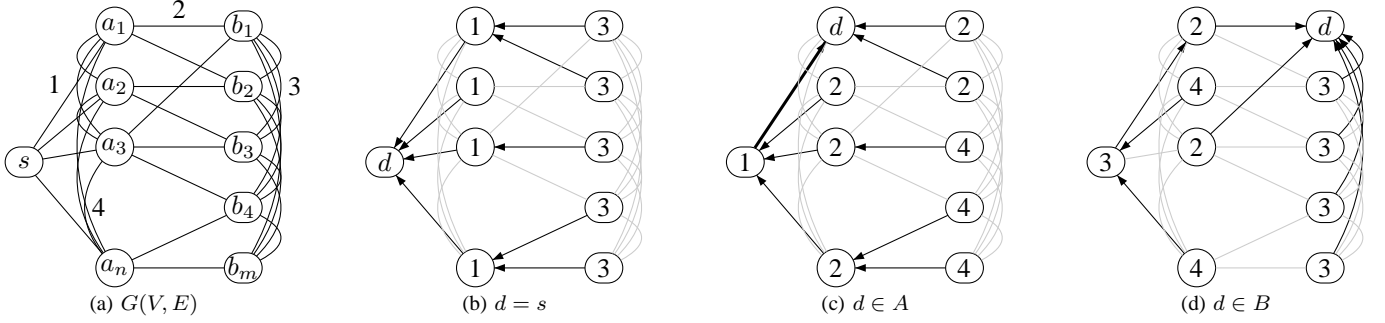 2
a1 b1
1
a2 b2 3
a3 b3
s
4 b4
an bm
(a) G(V, E)
1 3
1 3
1 3
d
3
1 3
(b) d = s
d 2
2 2
2 4
1
4
2 4
(c) d ∈ A
2 d
4 3
2 3
3
3
4 3
(d) d ∈ B